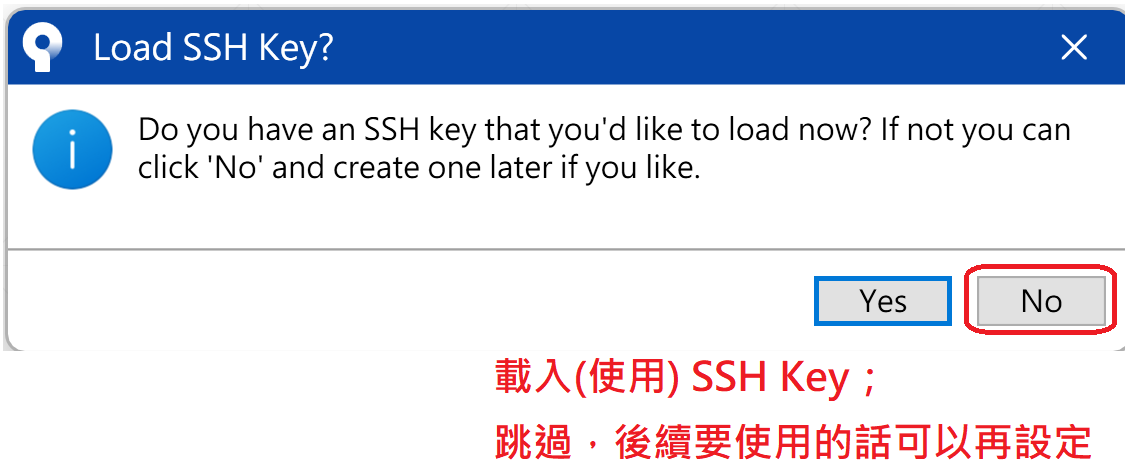 Load SSH Key?
Do you have an SSH key that you'd like to load now? If not you can
click 'No' and create one later if you like.
Yes
No
載入(使用) SSH Key；
跳過，後續要使用的話可以再設定